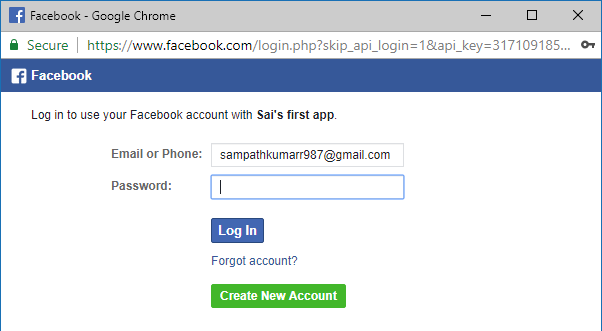 Facebook - Google Chrome
Secure https://www.facebook.com/login.php?skip_api_login=1&api_key=317109185...
Facebook
Log in to use your Facebook account with Sai's first app.
Email or Phone: sampathkumarr987@gmail.com
Password:
Log In
Forgot account?
Create New Account